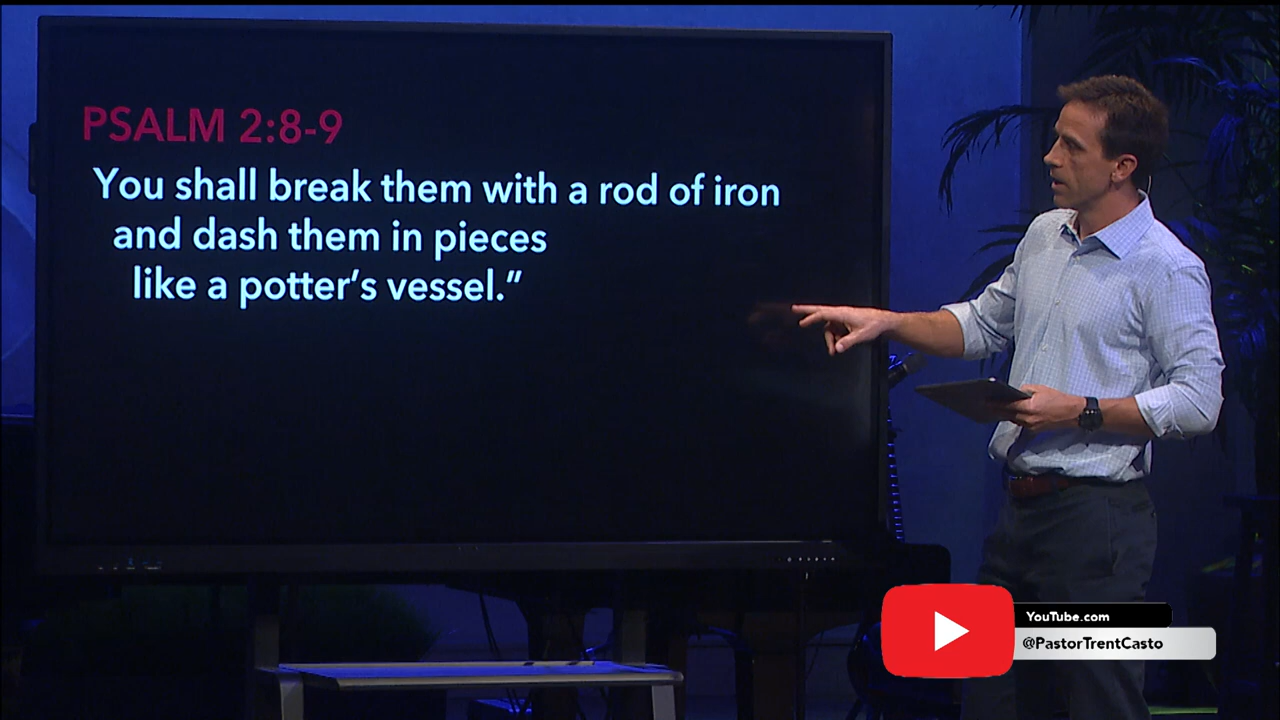 PSALM 2:8-9
You shall break them with a rod of iron
and dash them in pieces
like a potter’s vessel.”
YouTube.com
@PastorTrentCasto